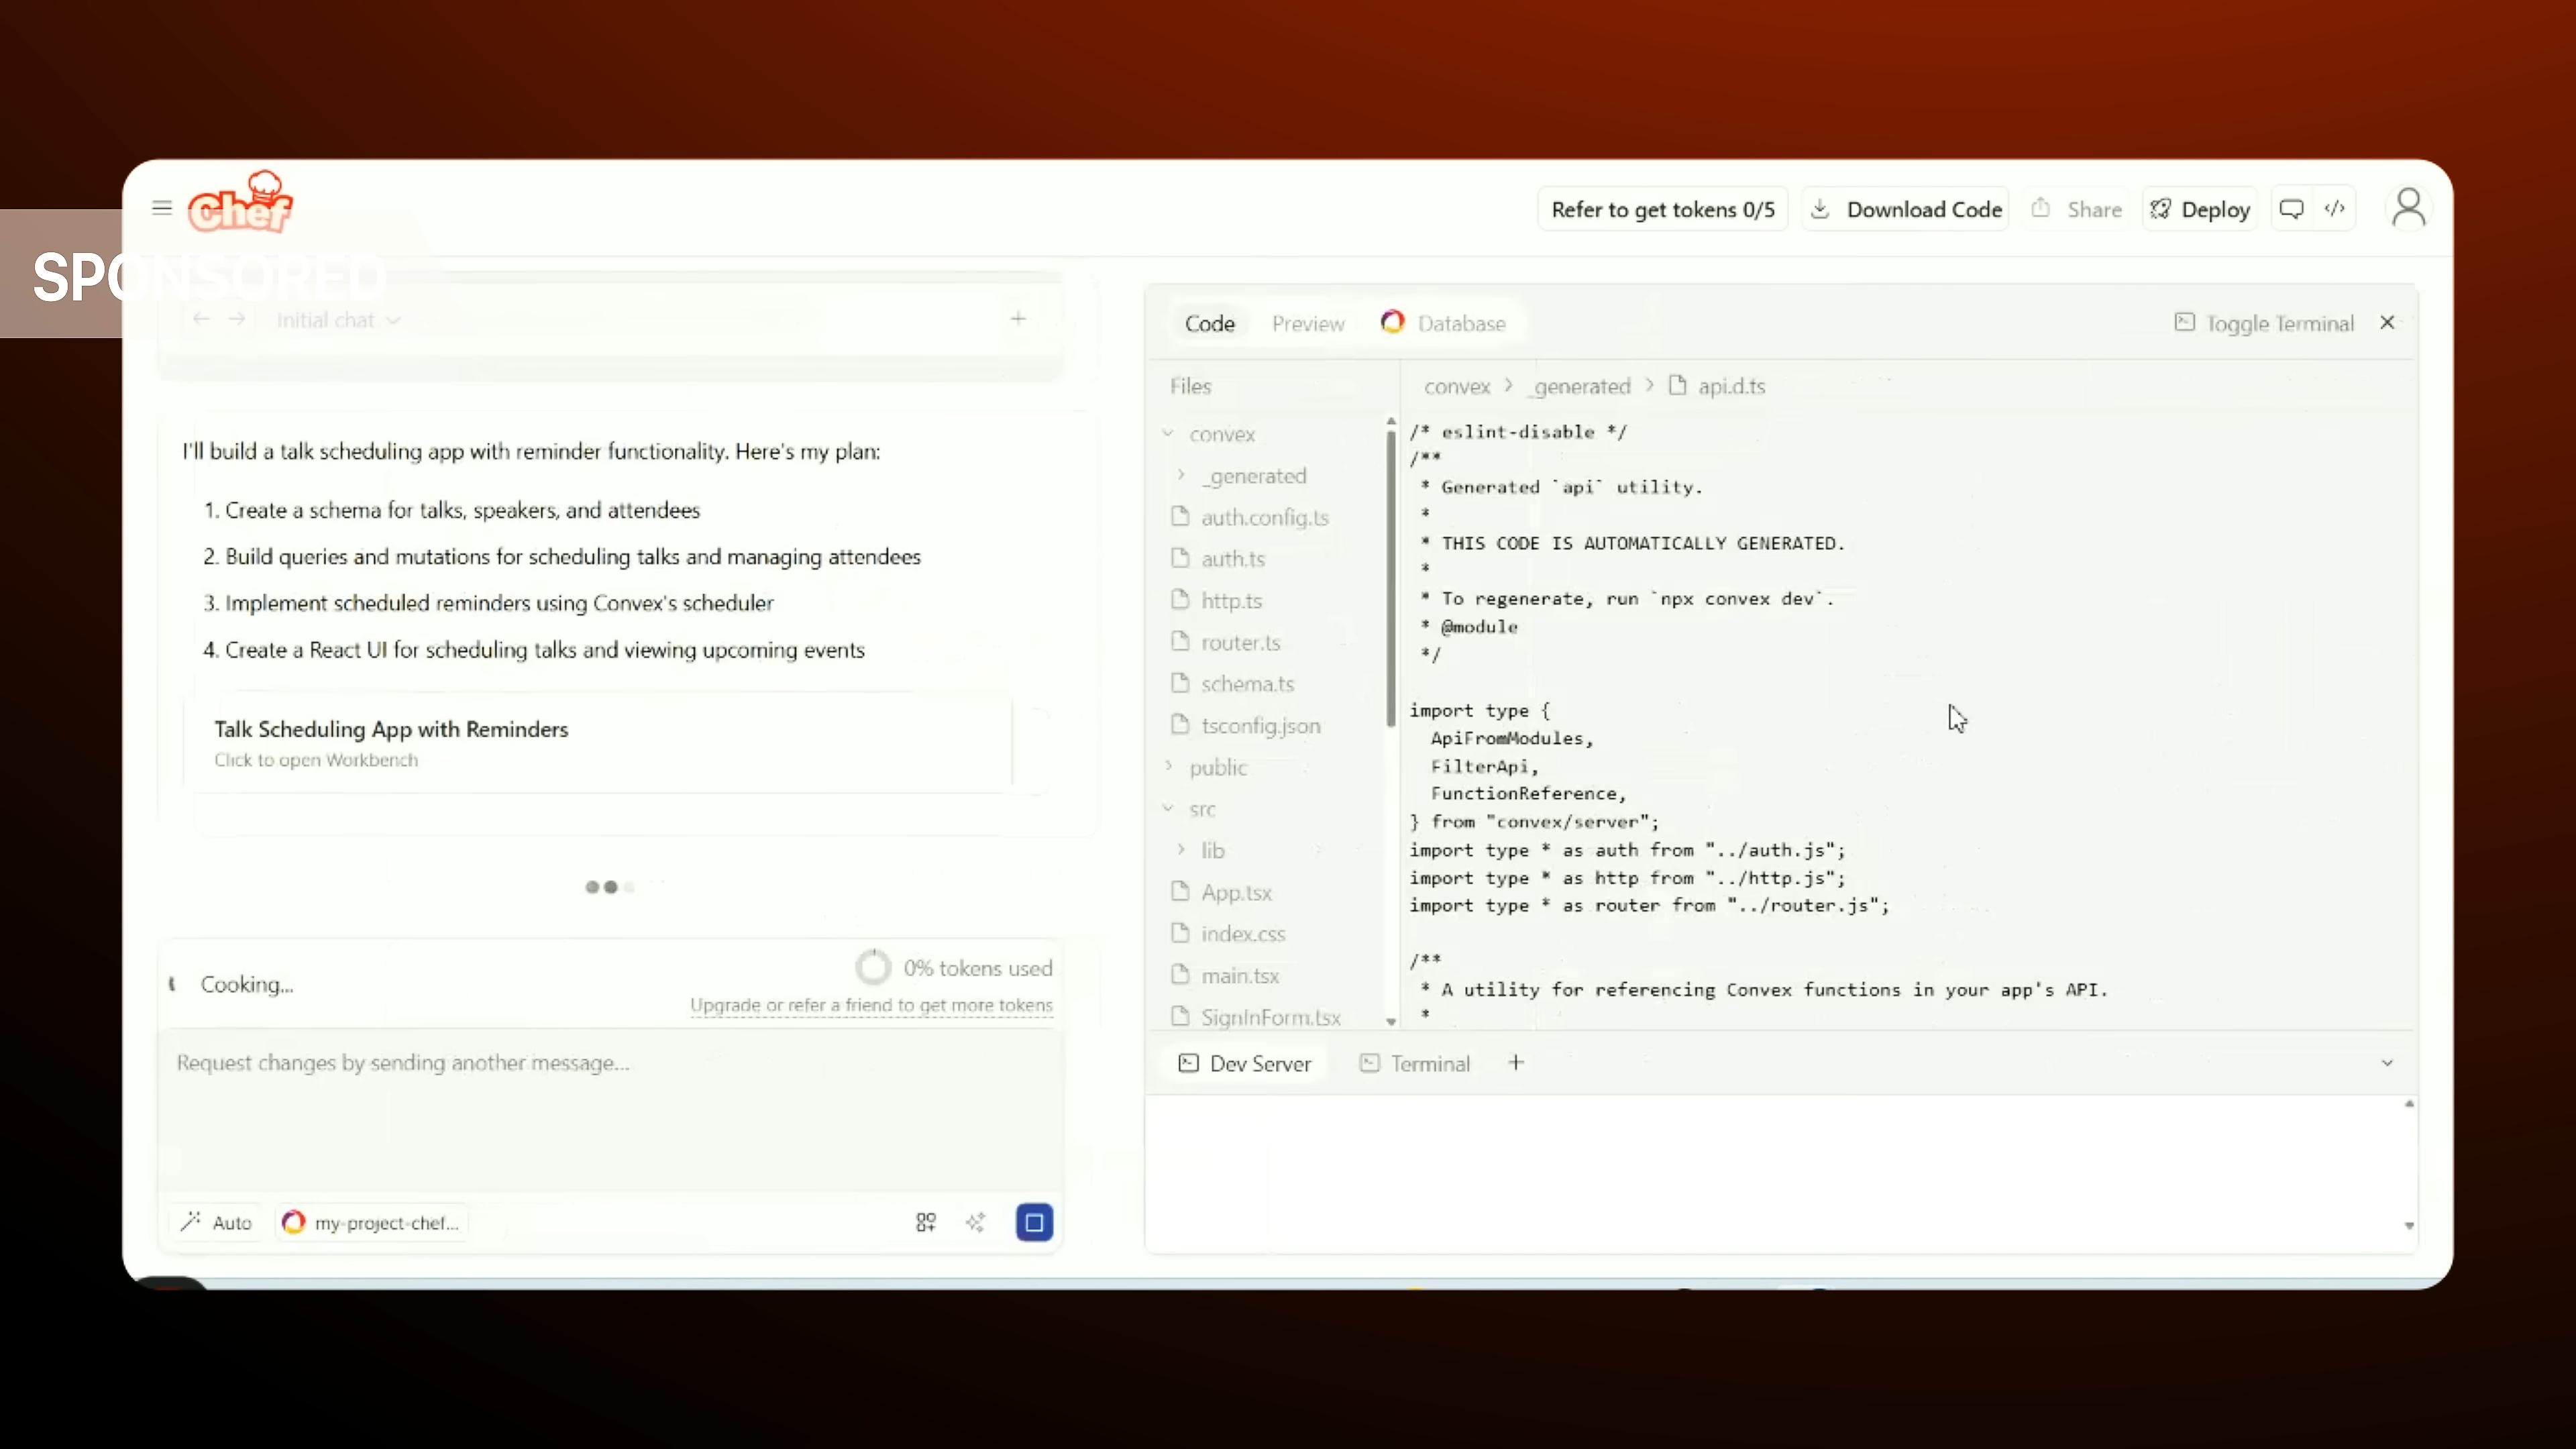 Chef
Refer to get tokens 0/5
Download Code
Share
Deploy
SPONSORED
Initial chat
I'll build a talk scheduling app with reminder functionality. Here's my plan:
1. Create a schema for talks, speakers, and attendees
2. Build queries and mutations for scheduling talks and managing attendees
3. Implement scheduled reminders using Convex's scheduler
4. Create a React UI for scheduling talks and viewing upcoming events
Talk Scheduling App with Reminders
Click to open Workbench
Cooking...
0% tokens used
Upgrade or refer a friend to get more tokens
Request changes by sending another message...
Auto
my-project-chef...
Code
Preview
Database
Toggle Terminal
Files
convex
_generated
auth.config.ts
auth.ts
http.ts
router.ts
schema.ts
tsconfig.json
public
src
lib
App.tsx
index.css
main.tsx
SignInForm.tsx
convex > _generated > api.d.ts
/* eslint-disable */
/**
* Generated `api` utility.
*
* THIS CODE IS AUTOMATICALLY GENERATED.
*
* To regenerate, run `npx convex dev`.
* @module
*/
import type {
ApiFromModules,
FilterApi,
FunctionReference,
} from "convex/server";
import type * as auth from "../auth.js";
import type * as http from "../http.js";
import type * as router from "../router.js";
/**
* A utility for referencing Convex functions in your app's API.
*
Dev Server
Terminal